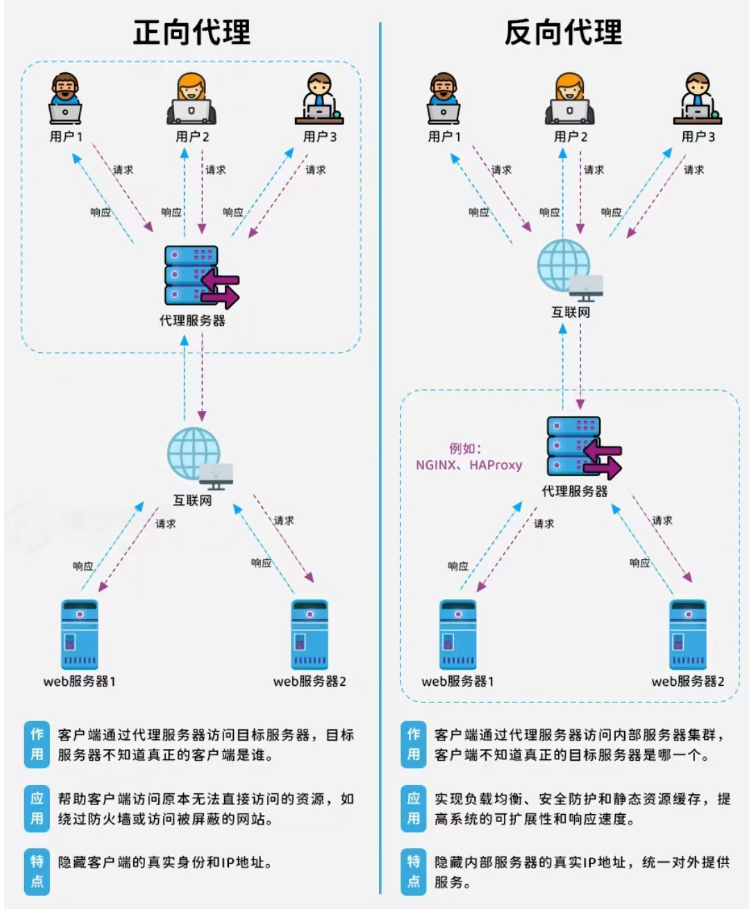 正向代理
用户1
用户2
用户3
请求
请求
请求
响应
响应
响应
代理服务器
互联网
请求
请求
响应
响应
web服务器1
web服务器2
作用
客户端通过代理服务器访问目标服务器，目标
服务器不知道真正的客户端是谁。
应用
帮助客户端访问原本无法直接访问的资源，如
绕过防火墙或访问被屏蔽的网站。
特点
隐藏客户端的真实身份和IP地址。
反向代理
用户1
用户2
用户3
请求
请求
请求
响应
响应
响应
互联网
例如：
NGINX、HAProxy
代理服务器
请求
请求
响应
响应
web服务器1
web服务器2
作用
客户端通过代理服务器访问内部服务器集群，
客户端不知道真正的目标服务器是哪一个。
应用
实现负载均衡、安全防护和静态资源缓存，提
高系统的可扩展性和响应速度。
特点
隐藏内部服务器的真实IP地址，统一对外提供
服务。